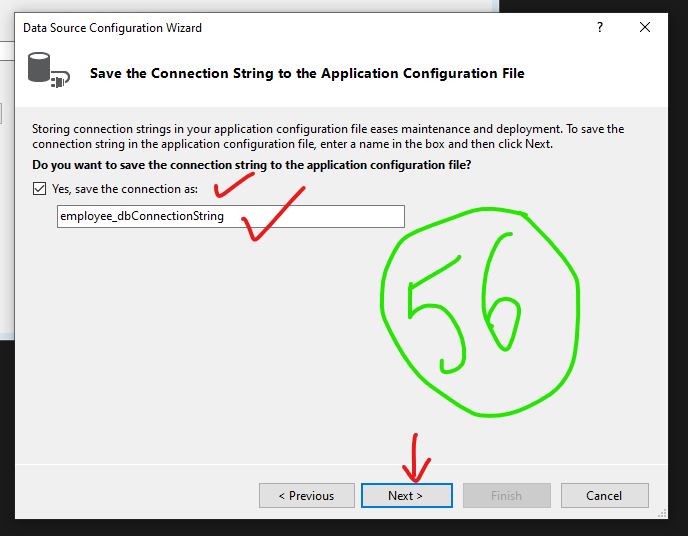 Data Source Configuration Wizard
?
Save the Connection String to the Application Configuration File
Storing connection strings in your application configuration file eases maintenance and deployment. To save the
connection string in the application configuration file, enter a name in the box and then click Next.
Do you want to save the connection string to the application configuration file?
Yes, save the connection as:
employee_dbConnectionString
56
< Previous Next > Finish Cancel